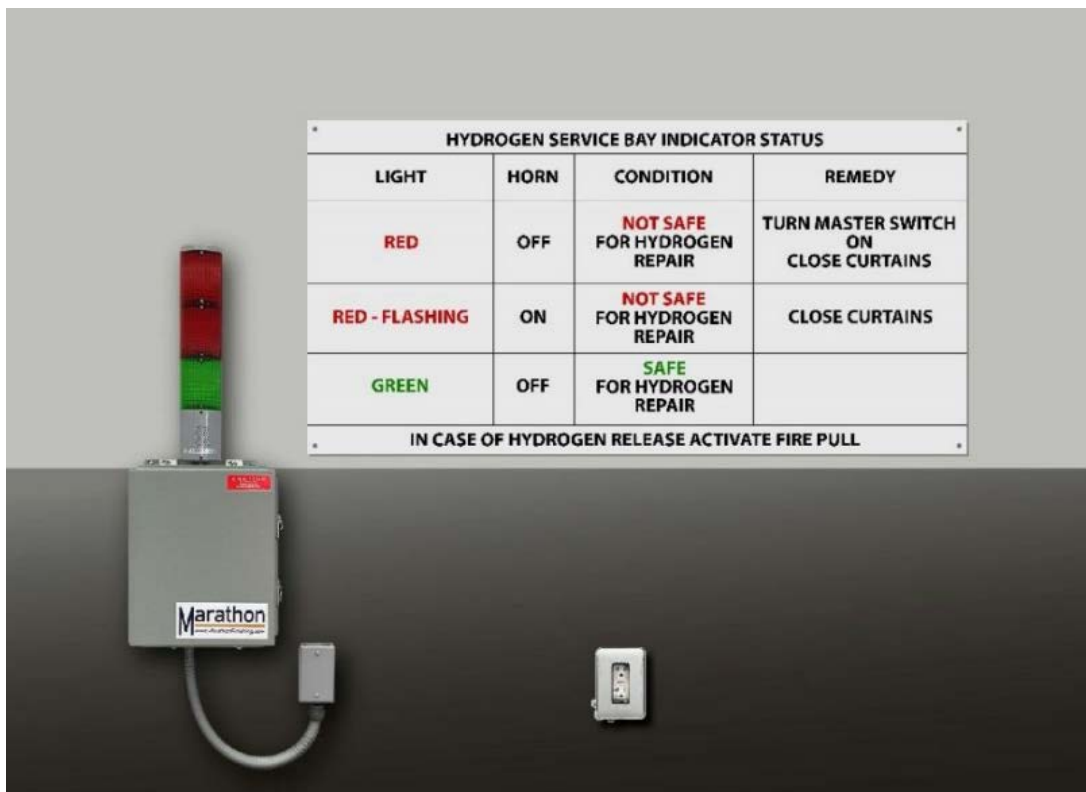 HYDROGEN SERVICE BAY INDICATOR STATUS
LIGHT HORN CONDITION REMEDY
RED OFF NOT SAFE FOR HYDROGEN REPAIR TURN MASTER SWITCH ON CLOSE CURTAINS
RED - FLASHING ON NOT SAFE FOR HYDROGEN REPAIR CLOSE CURTAINS
GREEN OFF SAFE FOR HYDROGEN REPAIR
IN CASE OF HYDROGEN RELEASE ACTIVATE FIRE PULL
Marathon